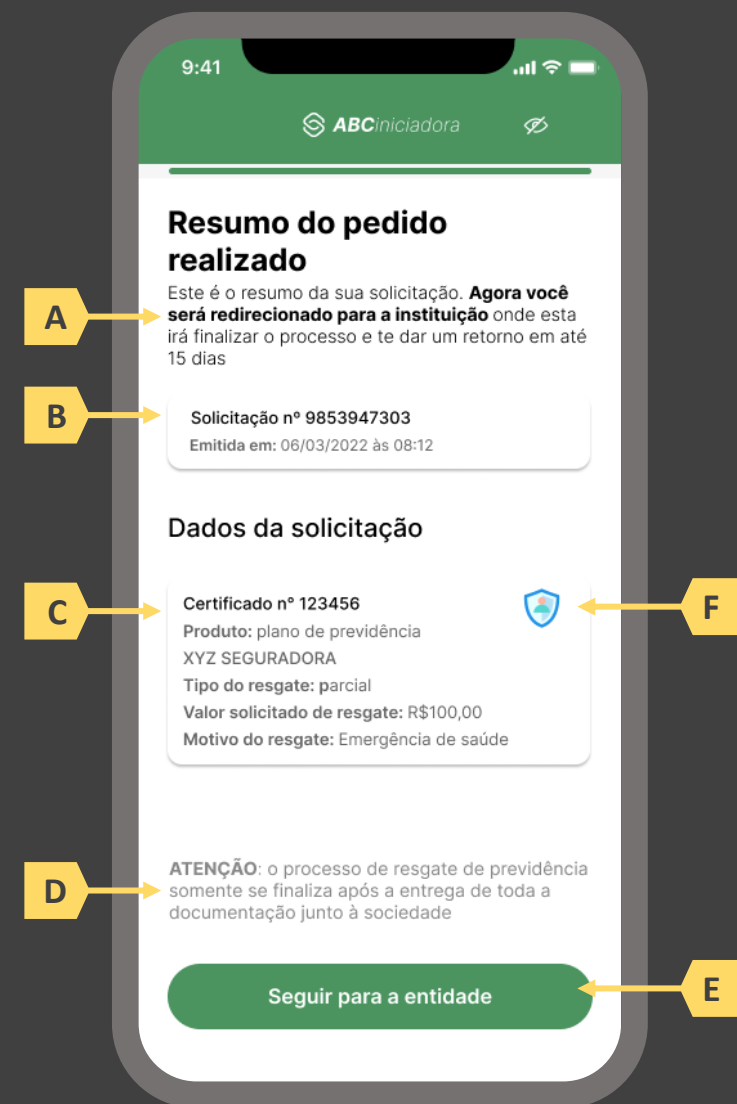 9:41
ABCiniciadora
Resumo do pedido
realizado
Este é o resumo da sua solicitação. Agora você
será redirecionado para a instituição onde esta
irá finalizar o processo e te dar um retorno em até
15 dias
A
B
Solicitação nº 9853947303
Emitida em: 06/03/2022 às 08:12
Dados da solicitação
C
Certificado nº 123456
F
Produto: plano de previdência
XYZ SEGURADORA
Tipo do resgate: parcial
Valor solicitado de resgate: R$100,00
Motivo do resgate: Emergência de saúde
D
ATENÇÃO: o processo de resgate de previdência
somente se finaliza após a entrega de toda a
documentação junto à sociedade
Seguir para a entidade
E